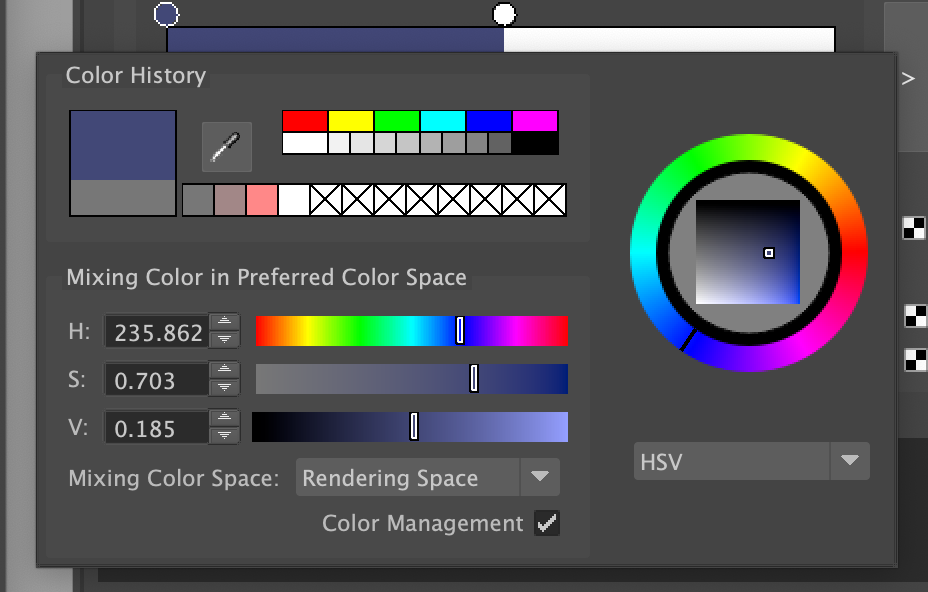 Color History
>
Mixing Color in Preferred Color Space
H: 235.862
S: 0.703
V: 0.185
HSV
Mixing Color Space: Rendering Space
Color Management